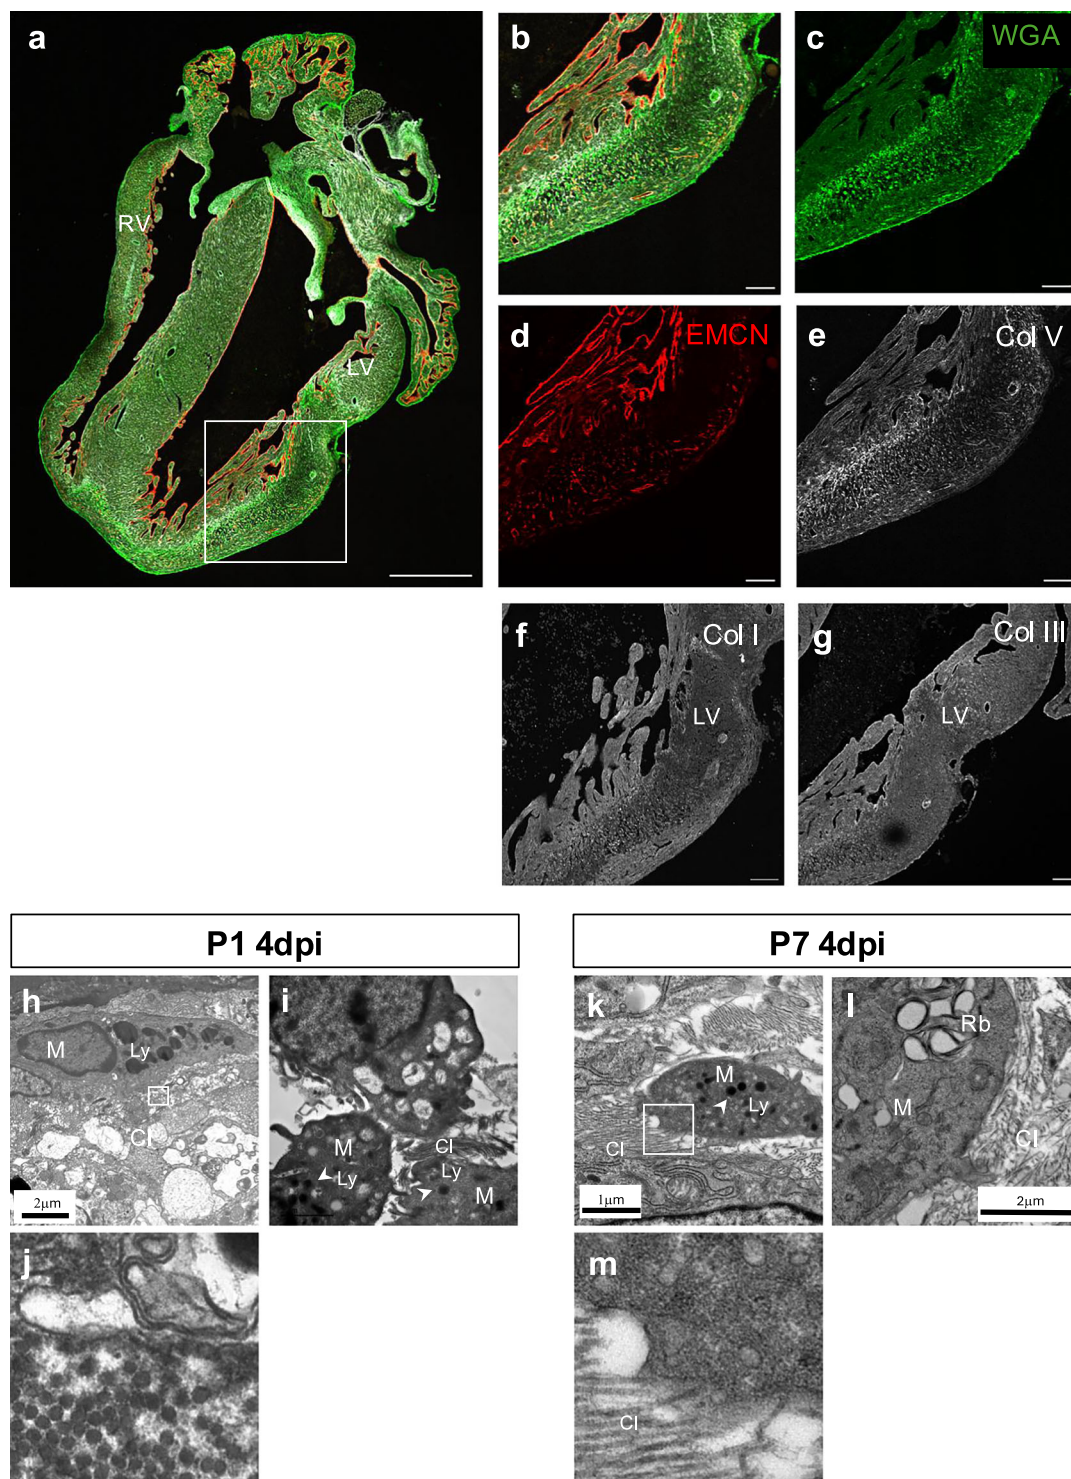 a
RV
LV
b
c
WGA
d
EMCN
e
Col V
f
Col I
LV
g
Col III
LV
P1 4dpi
P7 4dpi
h
M
Ly
Cl
2μm
i
M
Cl
Ly
Ly
M
k
M
Ly
Cl
1μm
l
Rb
M
Cl
2μm
j
m
Cl